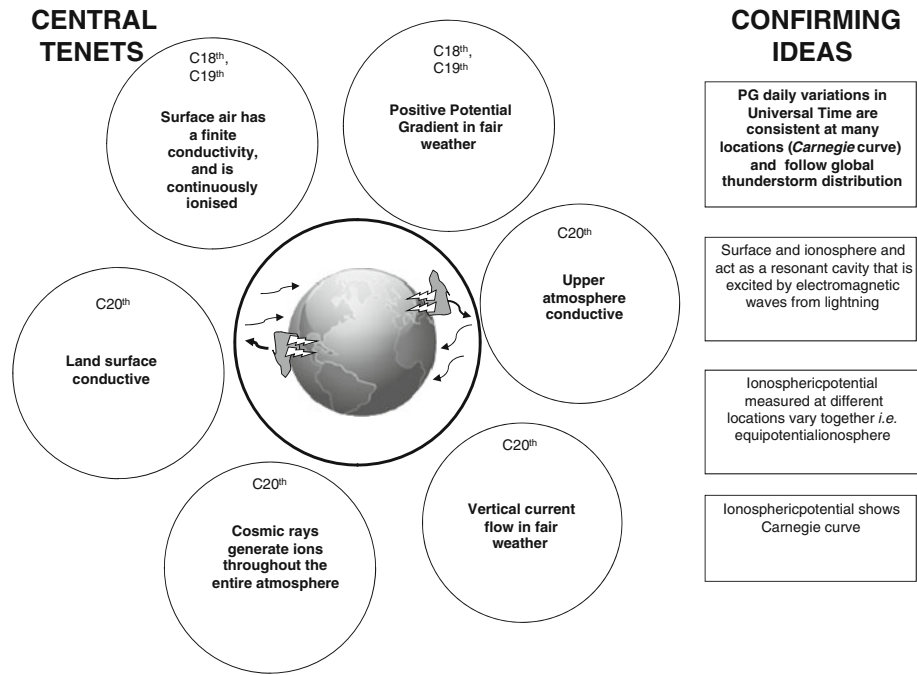 CENTRAL
TENETS
C18th,
C19th
Surface air has
a finite
conductivity,
and is
continuously
ionised
C18th,
C19th
Positive Potential
Gradient in fair
weather
C20th
Upper
atmosphere
conductive
C20th
Land surface
conductive
C20th
Vertical current
flow in fair
weather
C20th
Cosmic rays
generate ions
throughout the
entire atmosphere
CONFIRMING
IDEAS
PG daily variations in
Universal Time are
consistent at many
locations (Carnegie curve)
and follow global
thunderstorm distribution
Surface and ionosphere and
act as a resonant cavity that is
excited by electromagnetic
waves from lightning
Ionosphericpotential
measured at different
locations vary together i.e.
equipotentialionosphere
Ionosphericpotential shows
Carnegie curve